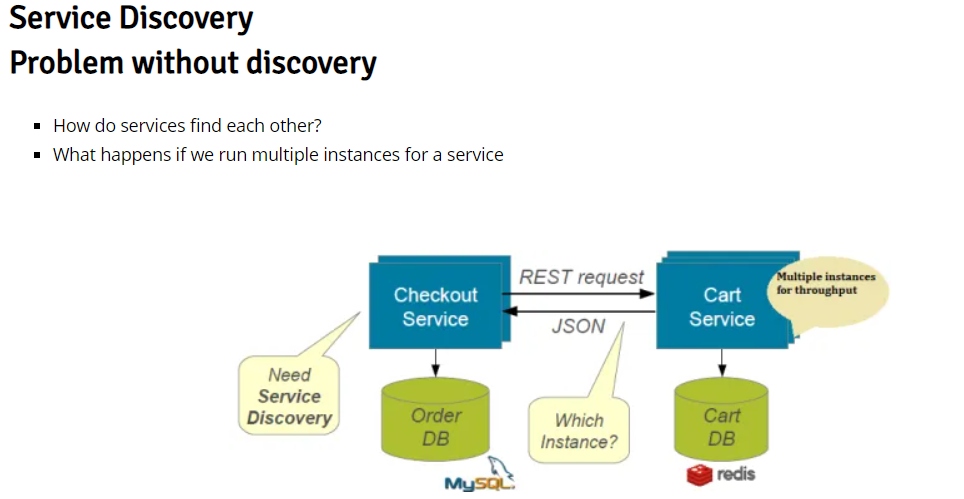 Service Discovery
Problem without discovery
How do services find each other?
What happens if we run multiple instances for a service
Checkout
Service
REST request
JSON
Cart
Service
Multiple instances
for throughput
Need
Service
Discovery
Order
DB
Which
Instance?
Cart
DB
MySQL.
redis